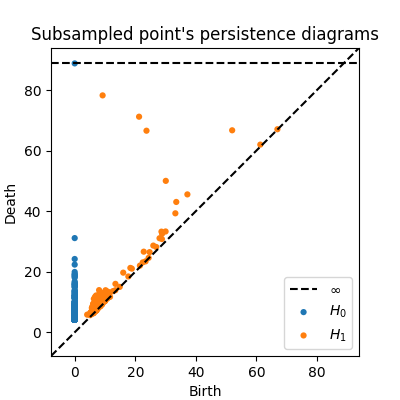 Subsampled point's persistence diagrams
Death
80
60
40
20
0
0 20 40 60 80
Birth
∞
H₀
H₁